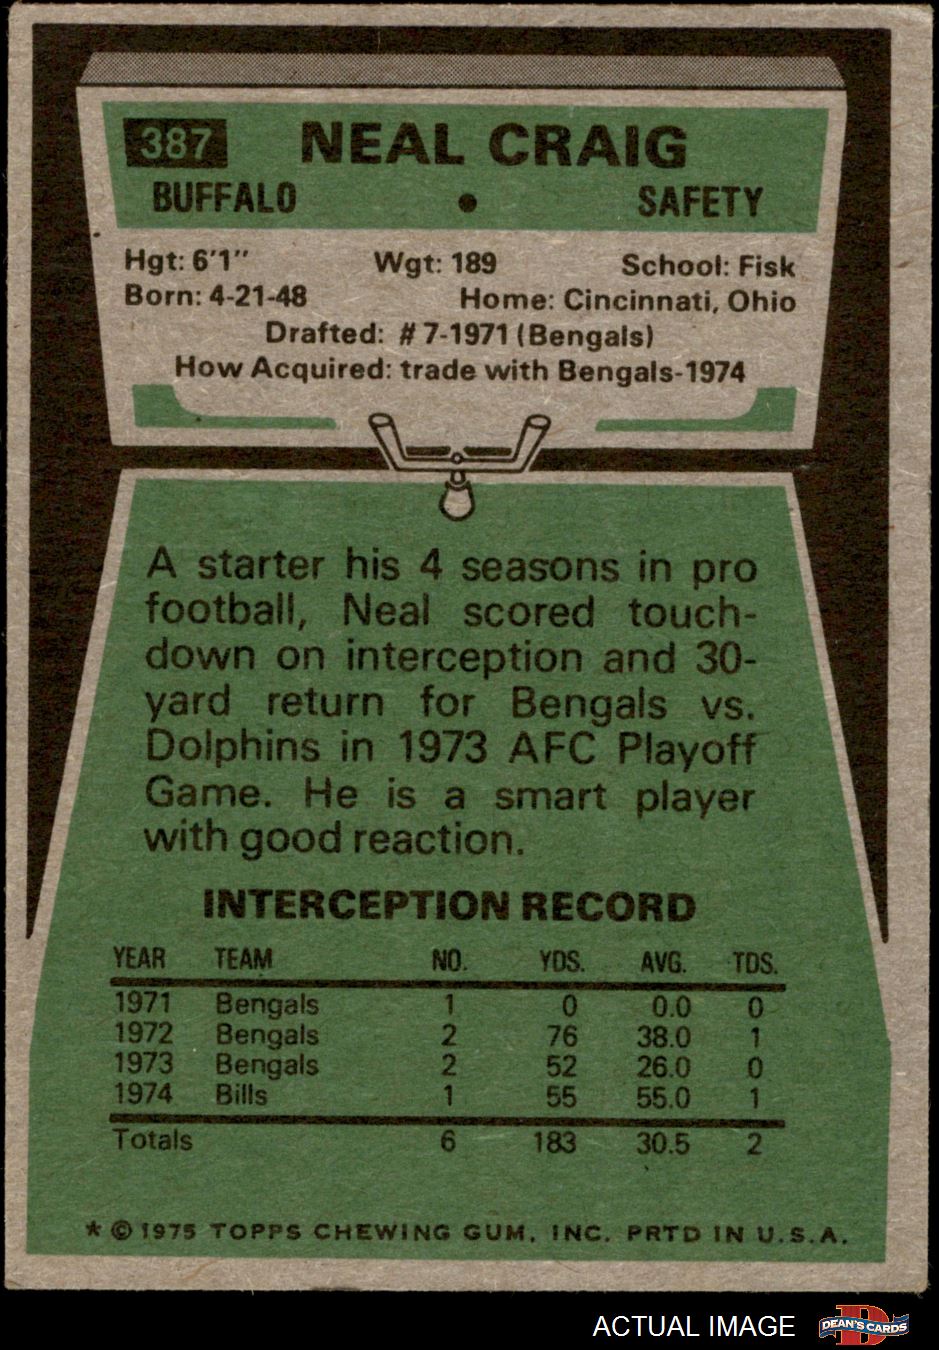 387 NEAL CRAIG
BUFFALO • SAFETY
Hgt: 6'1" Wgt: 189 School: Fisk
Born: 4-21-48 Home: Cincinnati, Ohio
Drafted: # 7-1971 (Bengals)
How Acquired: trade with Bengals-1974
A starter his 4 seasons in pro
football, Neal scored touch-
down on interception and 30-
yard return for Bengals vs.
Dolphins in 1973 AFC Playoff
Game. He is a smart player
with good reaction.
INTERCEPTION RECORD
YEAR TEAM NO. YDS. AVG. TDS.
1971 Bengals 1 0 0.0 0
1972 Bengals 2 76 38.0 1
1973 Bengals 2 52 26.0 0
1974 Bills 1 55 55.0 1
Totals 6 183 30.5 2
* © 1975 TOPPS CHEWING GUM, INC. PRTD IN U.S.A.
ACTUAL IMAGE DEAN'S CARDS